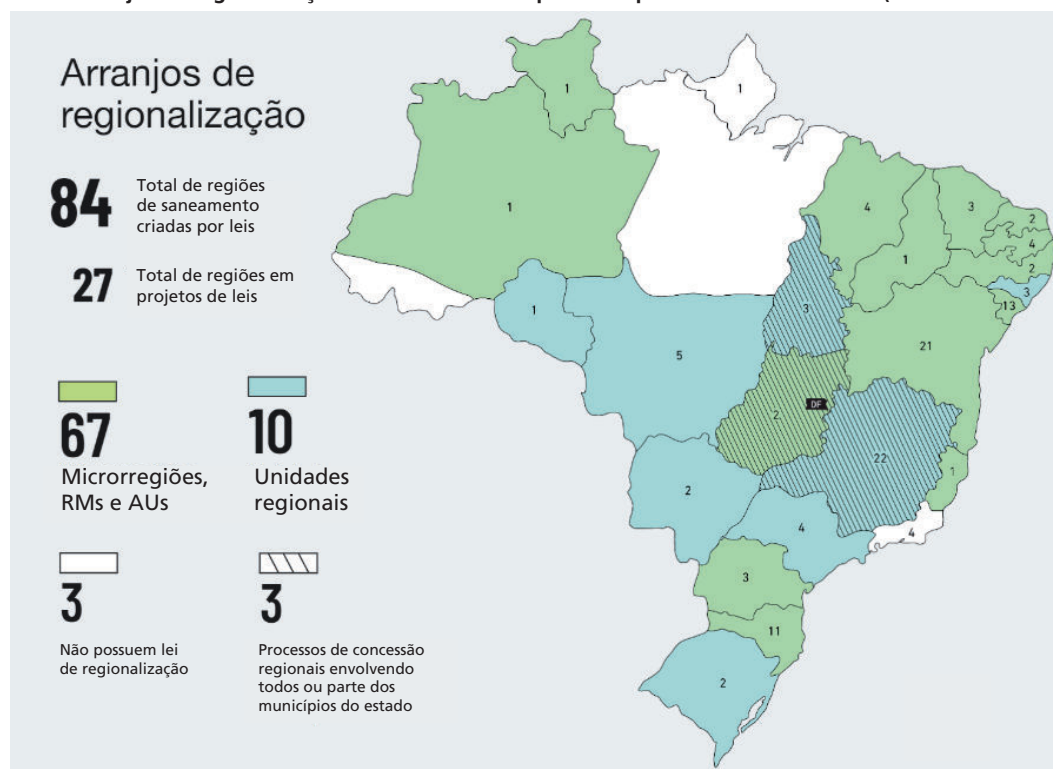 Arranjos de
regionalização
84
Total de regiões
de saneamento
criadas por leis
27
Total de regiões em
projetos de leis
67
Microrregiões,
RMs e AUs
10
Unidades
regionais
3
Não possuem lei
de regionalização
3
Processos de concessão
regionais envolvendo
todos ou parte dos
municípios do estado
1
1
1
4
3
2
4
2
3
13
1
1
5
3
21
2
DF
22
1
2
4
4
3
11
2